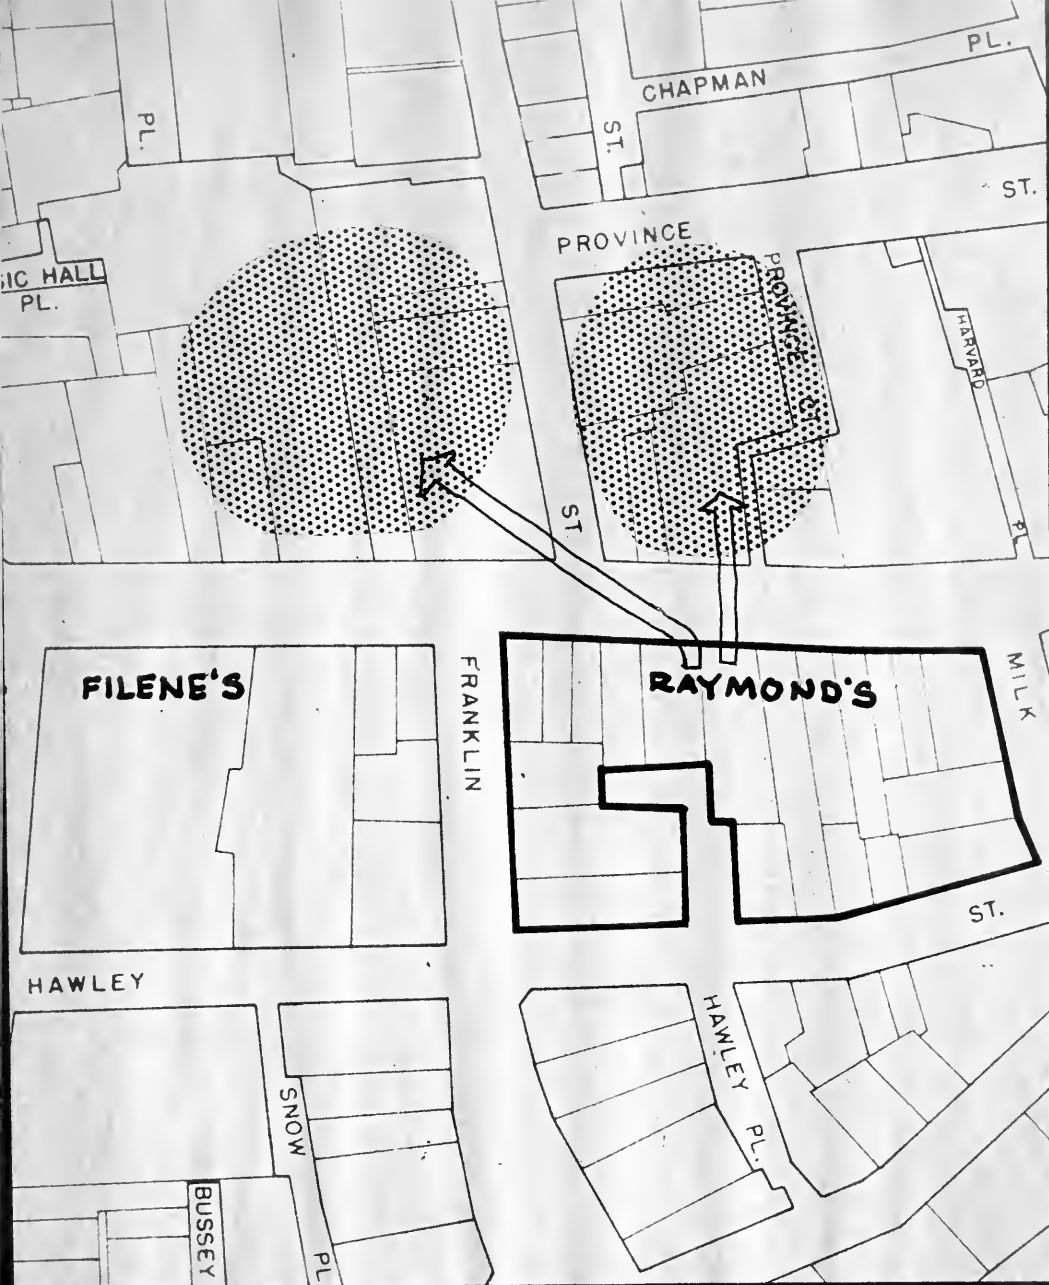 PL.
CHAPMAN
PL.
ST.
ST.
PROVINCE
IC HALL
PL.
PROVINCE CT.
HARVARD
PL.
ST.
FILENE'S
FRANKLIN
RAYMOND'S
MILK
ST.
HAWLEY
HAWLEY PL.
SNOW
PL
BUSSEY